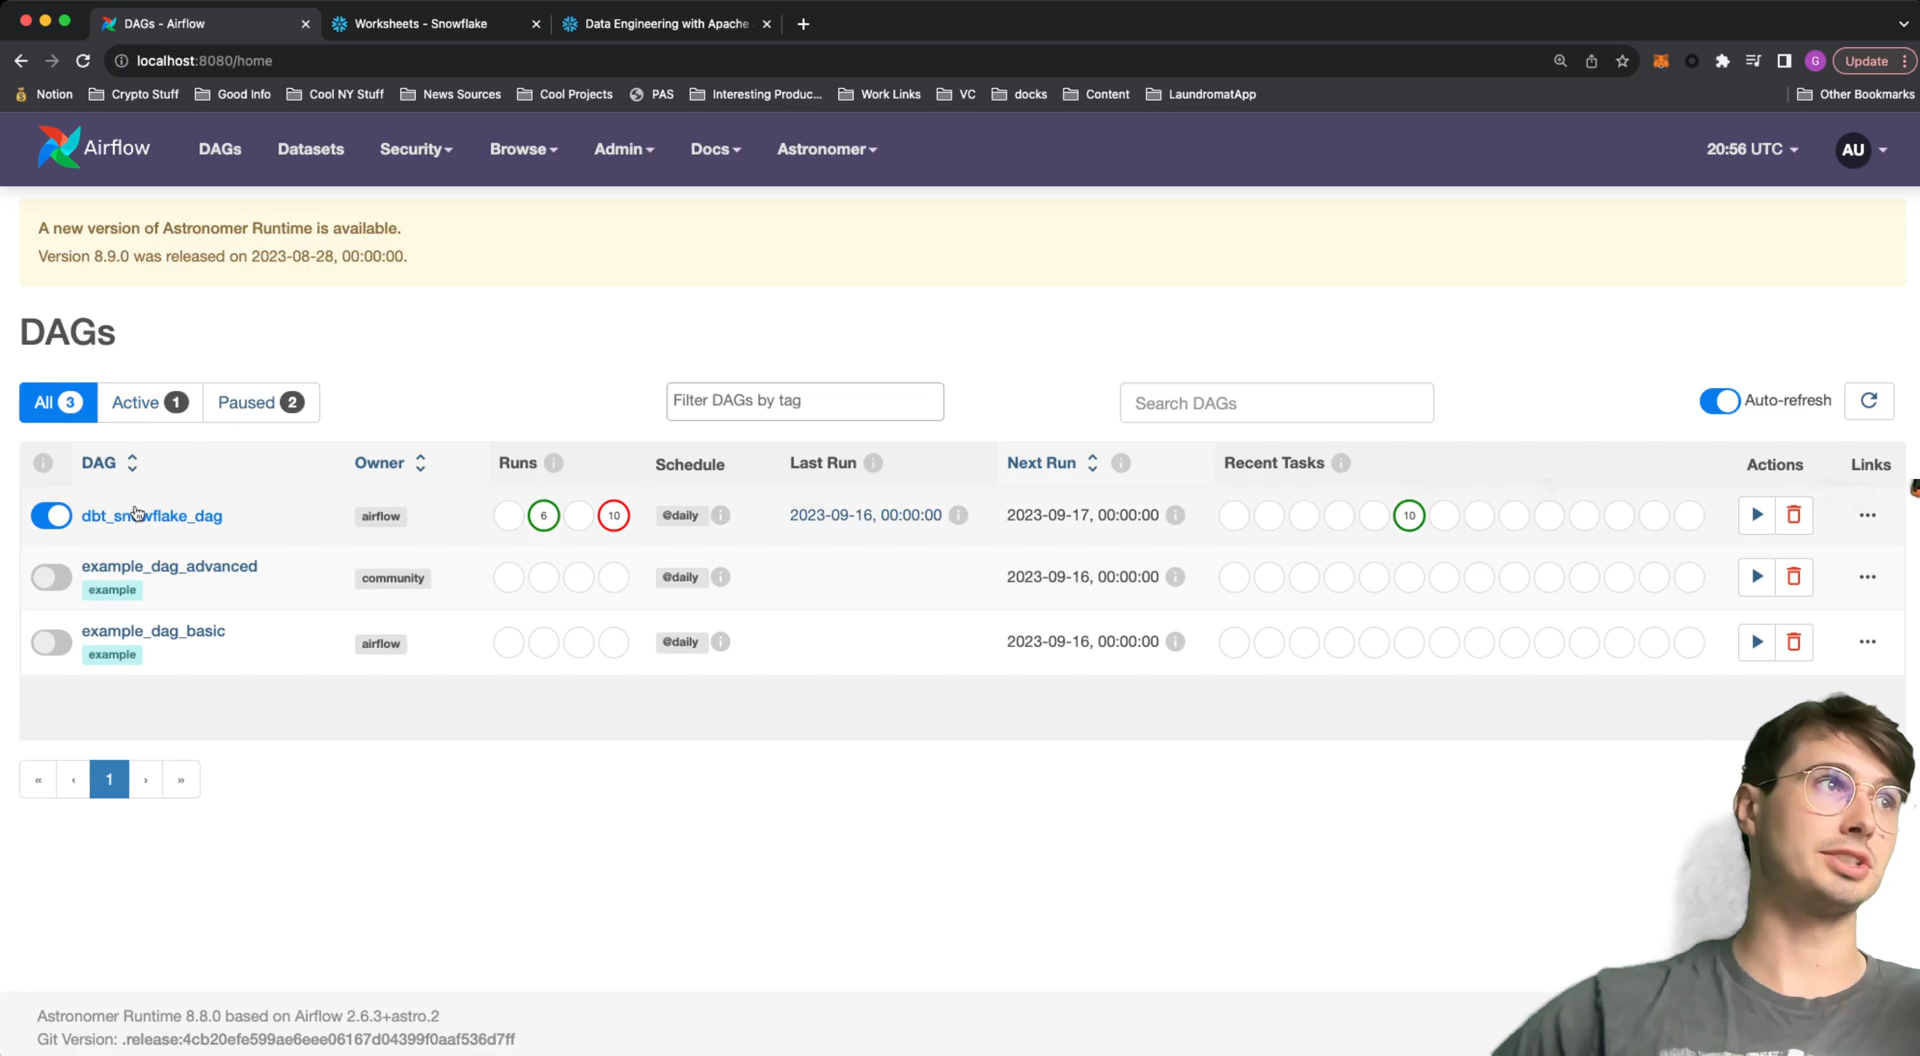 DAGs - Airflow
Worksheets - Snowflake
Data Engineering with Apache
localhost:8080/home
G
Update
Notion
Crypto Stuff
Good Info
Cool NY Stuff
News Sources
Cool Projects
PAS
Interesting Produc...
Work Links
VC
docks
Content
LaundromatApp
Other Bookmarks
Airflow
DAGs
Datasets
Security
Browse
Admin
Docs
Astronomer
20:56 UTC
AU
A new version of Astronomer Runtime is available.
Version 8.9.0 was released on 2023-08-28, 00:00:00.
DAGs
All 3
Active 1
Paused 2
Filter DAGs by tag
Search DAGs
Auto-refresh
DAG
Owner
Runs
Schedule
Last Run
Next Run
Recent Tasks
Actions
Links
dbt_snowflake_dag
airflow
6
10
@daily
2023-09-16, 00:00:00
2023-09-17, 00:00:00
10
example_dag_advanced
example
community
@daily
2023-09-16, 00:00:00
example_dag_basic
example
airflow
@daily
2023-09-16, 00:00:00
« ‹ 1 › »
Astronomer Runtime 8.8.0 based on Airflow 2.6.3+astro.2
Git Version: .release:4cb20efe599ae6eee06167d04399f0aaf536d7ff